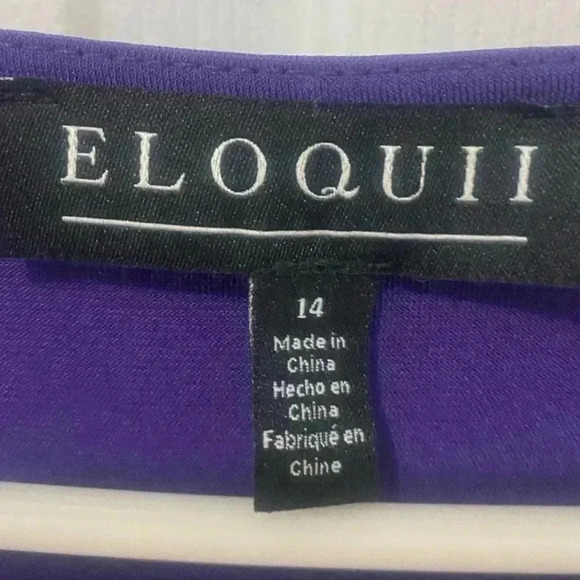 ELOQUII
14
Made in
China
Hecho en
China
Fabriqué en
Chine